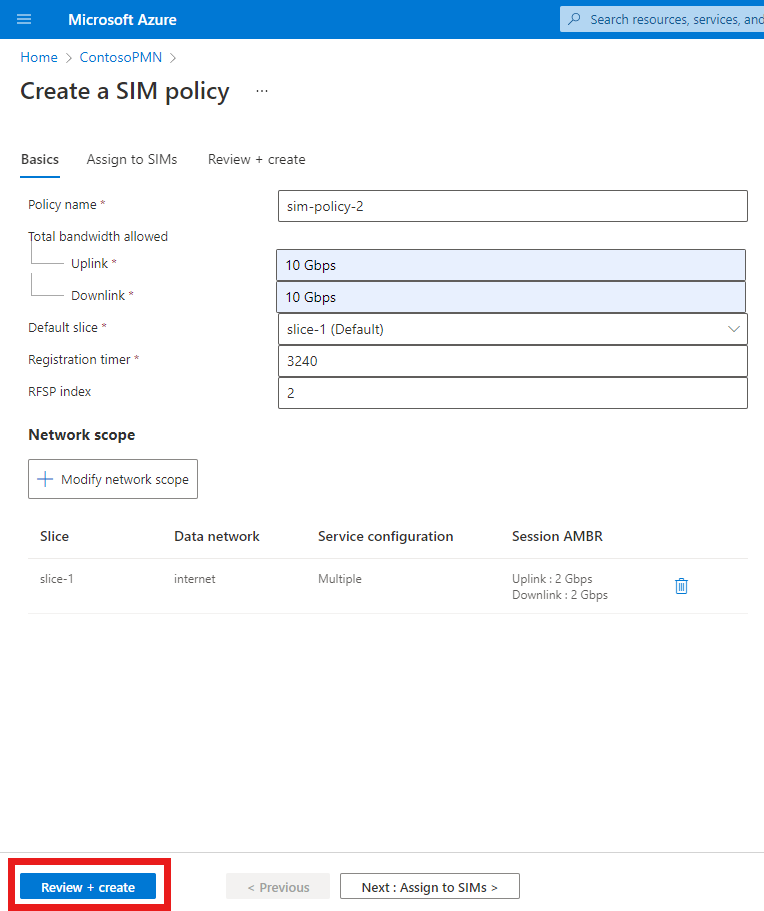 Microsoft Azure
Search resources, services, and
Home > ContosoPMN >
Create a SIM policy ...
Basics Assign to SIMs Review + create
Policy name * sim-policy-2
Total bandwidth allowed
Uplink * 10 Gbps
Downlink * 10 Gbps
Default slice * slice-1 (Default)
Registration timer * 3240
RFSP index 2
Network scope
+ Modify network scope
Slice Data network Service configuration Session AMBR
slice-1 internet Multiple Uplink : 2 Gbps
Downlink : 2 Gbps
Review + create < Previous Next : Assign to SIMs >